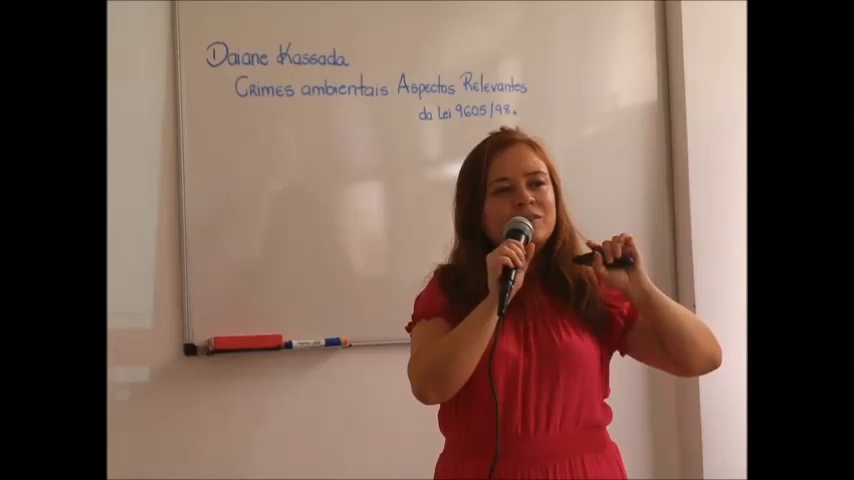 Daiane Kassada
Crimes ambientais. Aspectos Relevantes
da Lei 9605/98.